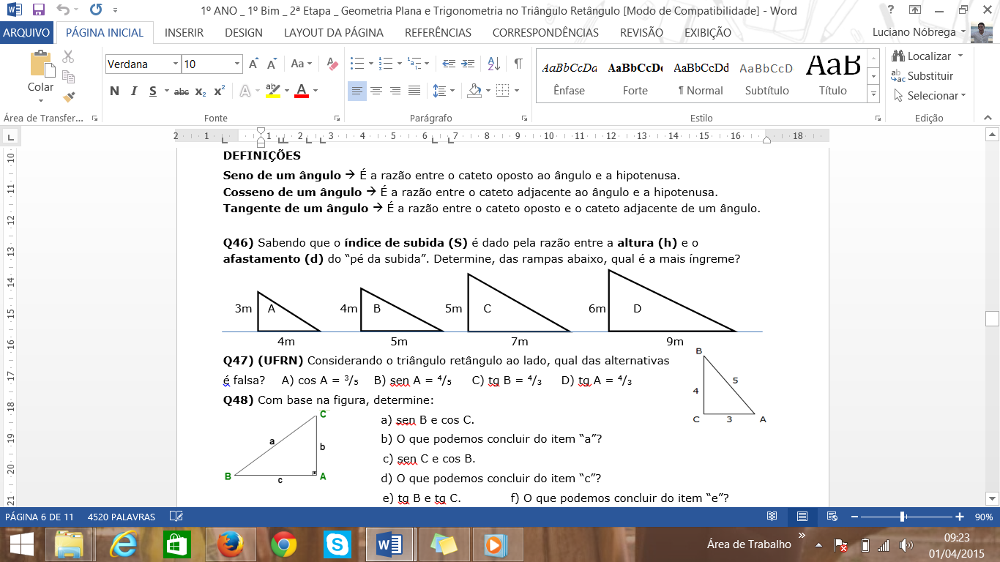 1º ANO _ 1º Bim _ 2ª Etapa _ Geometria Plana e Trigonometria no Triângulo Retângulo [Modo de Compatibilidade] - Word
ARQUIVO PÁGINA INICIAL INSERIR DESIGN LAYOUT DA PÁGINA REFERÊNCIAS CORRESPONDÊNCIAS REVISÃO EXIBIÇÃO Luciano Nóbrega
Colar
Verdana 10
N I S abc x₂ x² A ab A
Aa
AaBbCcDd AaBbCcDc AaBbCcDd AaBbCcD AaB
Ênfase Forte ¶ Normal Subtítulo Título
Localizar
Substituir
Selecionar
Área de Transfer... Fonte Parágrafo Estilo Edição
2 1 1 2 3 4 5 6 7 8 9 10 11 12 13 14 15 16 18
10
11
12
13
14
15
16
17
18
19
20
21
DEFINIÇÕES
Seno de um ângulo → É a razão entre o cateto oposto ao ângulo e a hipotenusa.
Cosseno de um ângulo → É a razão entre o cateto adjacente ao ângulo e a hipotenusa.
Tangente de um ângulo → É a razão entre o cateto oposto e o cateto adjacente de um ângulo.
Q46) Sabendo que o índice de subida (S) é dado pela razão entre a altura (h) e o
afastamento (d) do “pé da subida”. Determine, das rampas abaixo, qual é a mais íngreme?
3m A 4m B 5m C 6m D
4m 5m 7m 9m
Q47) (UFRN) Considerando o triângulo retângulo ao lado, qual das alternativas
é falsa? A) cos A = ³/₅ B) sen A = ⁴/₅ C) tg B = ⁴/₃ D) tg A = ⁴/₃
B
5
4
C 3 A
Q48) Com base na figura, determine:
C
a
b
B c A
a) sen B e cos C.
b) O que podemos concluir do item “a”?
c) sen C e cos B.
d) O que podemos concluir do item “c”?
e) tg B e tg C. f) O que podemos concluir do item “e”?
PÁGINA 6 DE 11 4520 PALAVRAS 90%
Área de Trabalho
09:23
01/04/2015